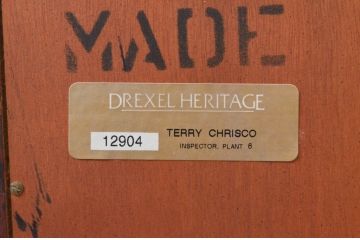 MADE
DREXEL HERITAGE
12904
TERRY CHRISCO
INSPECTOR, PLANT 6